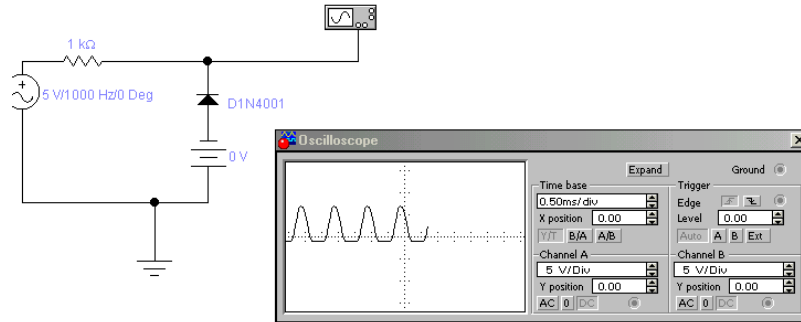 1 kΩ
5 V/1000 Hz/0 Deg
D1N4001
0 V
Oscilloscope
Expand
Ground
Time base
0.50ms/div
X position 0.00
Y/T B/A A/B
Trigger
Edge
Level 0.00
Auto A B Ext
Channel A
5 V/Div
Y position 0.00
AC 0 DC
Channel B
5 V/Div
Y position 0.00
AC 0 DC